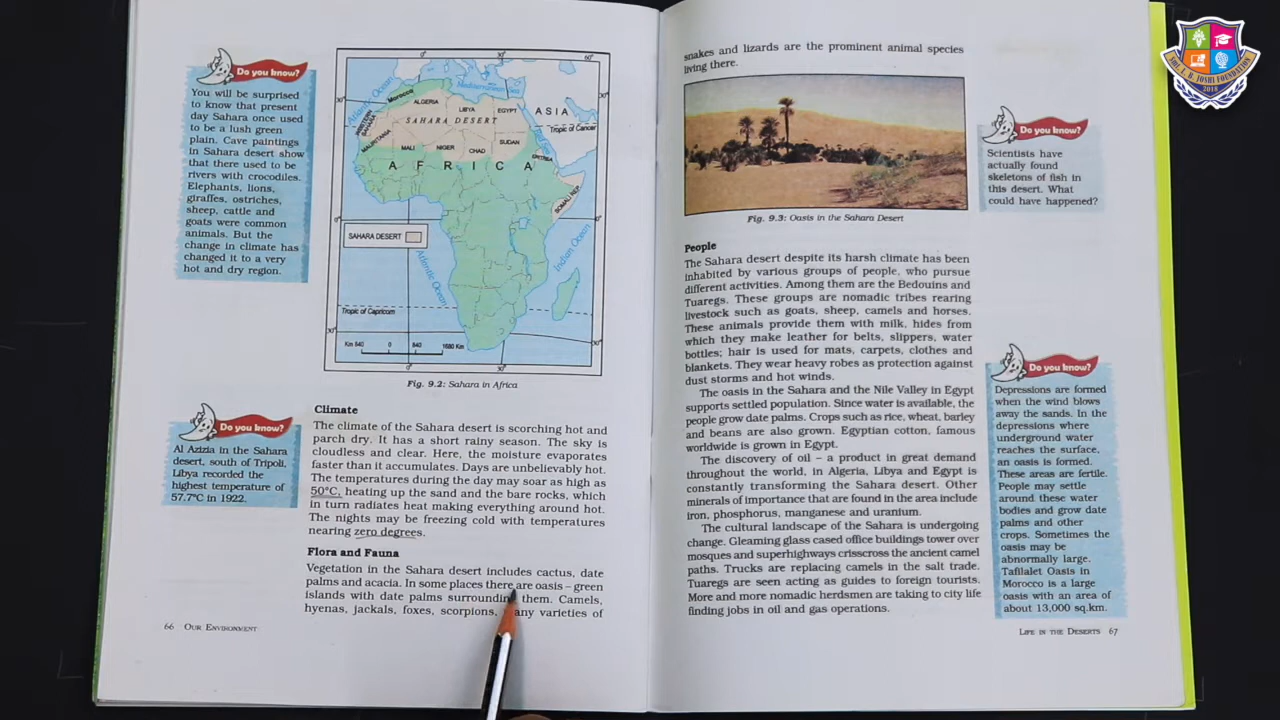 Do you know?
You will be surprised
to know that present
day Sahara once used
to be a lush green
plain. Cave paintings
in Sahara desert show
that there used to be
rivers with crocodiles.
Elephants, lions,
giraffes, ostriches,
sheep, cattle and
goats were common
animals. But the
change in climate has
changed it to a very
hot and dry region.
0°
30°
60°
Atlantic Ocean
Mediterranean
Morocco
ALGERIA
LIBYA
EGYPT
ASIA
WESTERN
SAHARA
SAHARA DESERT
Tropic of Cancer
MAURITANIA
MALI
NIGER
CHAD
SUDAN
ERITREA
AFRICA
SOMALI REP.
SAHARA DESERT
Atlantic Ocean
Indian Ocean
Tropic of Capricorn
Km 840
0
840
1680 Km
Fig. 9.2: Sahara in Africa
Do you know?
Al Azizia in the Sahara
desert, south of Tripoli,
Libya recorded the
highest temperature of
57.7°C in 1922.
Climate
The climate of the Sahara desert is scorching hot and
parch dry. It has a short rainy season. The sky is
cloudless and clear. Here, the moisture evaporates
faster than it accumulates. Days are unbelievably hot.
The temperatures during the day may soar as high as
50°C, heating up the sand and the bare rocks, which
in turn radiates heat making everything around hot.
The nights may be freezing cold with temperatures
nearing zero degrees.
Flora and Fauna
Vegetation in the Sahara desert includes cactus, date
palms and acacia. In some places there are oasis – green
islands with date palms surrounding them. Camels,
hyenas, jackals, foxes, scorpions, many varieties of
66 OUR ENVIRONMENT
snakes and lizards are the prominent animal species
living there.
Fig. 9.3: Oasis in the Sahara Desert
Do you know?
Scientists have
actually found
skeletons of fish in
this desert. What
could have happened?
People
The Sahara desert despite its harsh climate has been
inhabited by various groups of people, who pursue
different activities. Among them are the Bedouins and
Tuaregs. These groups are nomadic tribes rearing
livestock such as goats, sheep, camels and horses.
These animals provide them with milk, hides from
which they make leather for belts, slippers, water
bottles; hair is used for mats, carpets, clothes and
blankets. They wear heavy robes as protection against
dust storms and hot winds.
The oasis in the Sahara and the Nile Valley in Egypt
supports settled population. Since water is available, the
people grow date palms. Crops such as rice, wheat, barley
and beans are also grown. Egyptian cotton, famous
worldwide is grown in Egypt.
The discovery of oil – a product in great demand
throughout the world, in Algeria, Libya and Egypt is
constantly transforming the Sahara desert. Other
minerals of importance that are found in the area include
iron, phosphorus, manganese and uranium.
The cultural landscape of the Sahara is undergoing
change. Gleaming glass cased office buildings tower over
mosques and superhighways crisscross the ancient camel
paths. Trucks are replacing camels in the salt trade.
Tuaregs are seen acting as guides to foreign tourists.
More and more nomadic herdsmen are taking to city life
finding jobs in oil and gas operations.
Do you know?
Depressions are formed
when the wind blows
away the sands. In the
depressions where
underground water
reaches the surface,
an oasis is formed.
These areas are fertile.
People may settle
around these water
bodies and grow date
palms and other
crops. Sometimes the
oasis may be
abnormally large.
Tafilalet Oasis in
Morocco is a large
oasis with an area of
about 13,000 sq.km.
LIFE IN THE DESERTS 67
SHL. I. H. JOSHI FOUNDATION
2018